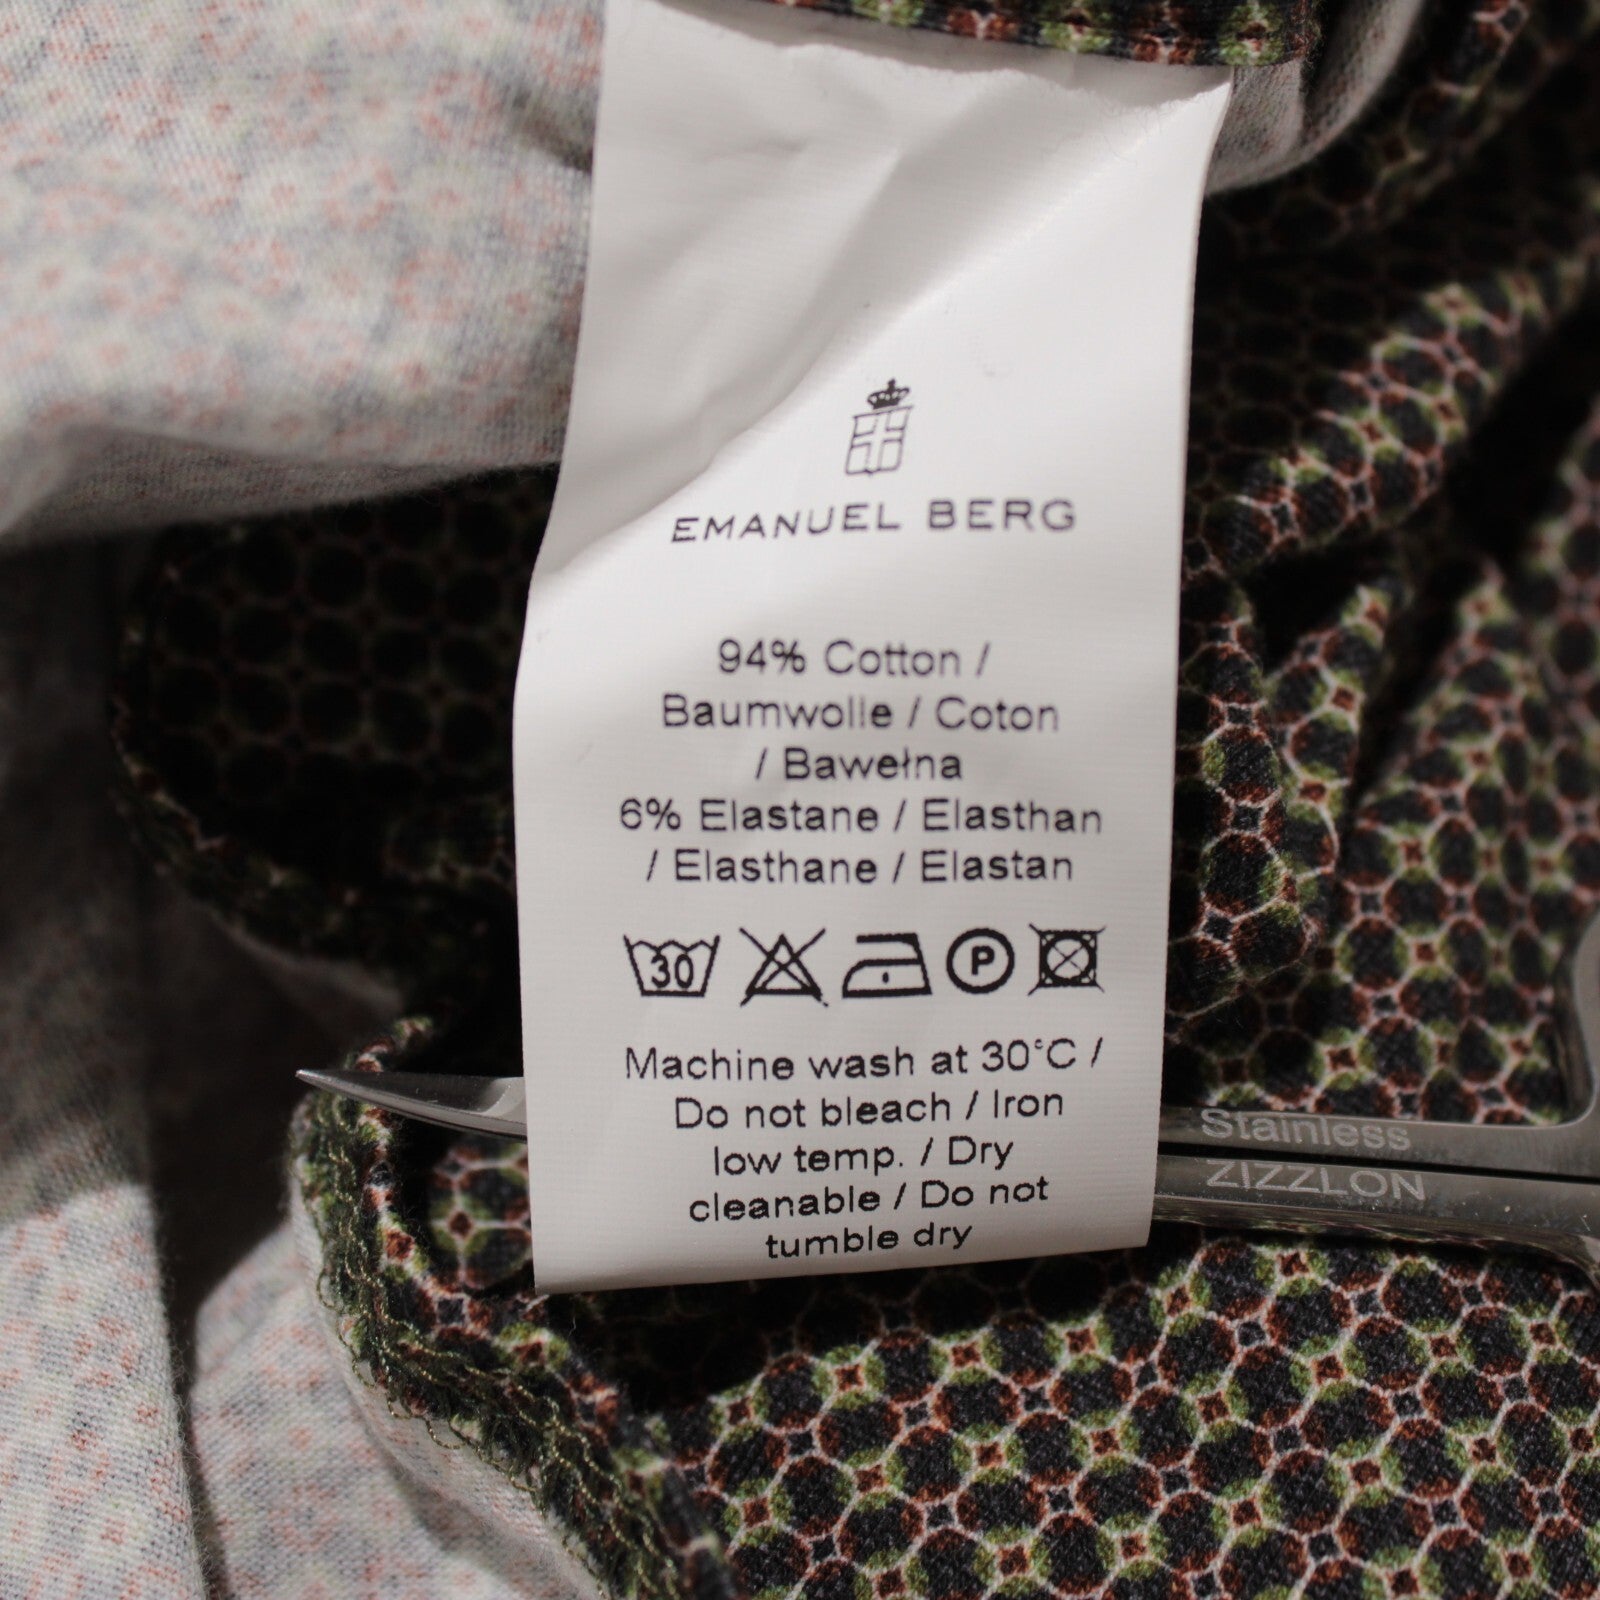 EMANUEL BERG
94% Cotton /
Baumwolle / Coton
/ Bawełna
6% Elastane / Elasthan
/ Elasthane / Elastan
30 P
Machine wash at 30°C /
Do not bleach / Iron
low temp. / Dry
cleanable / Do not
tumble dry
Stainless
ZIZZLON